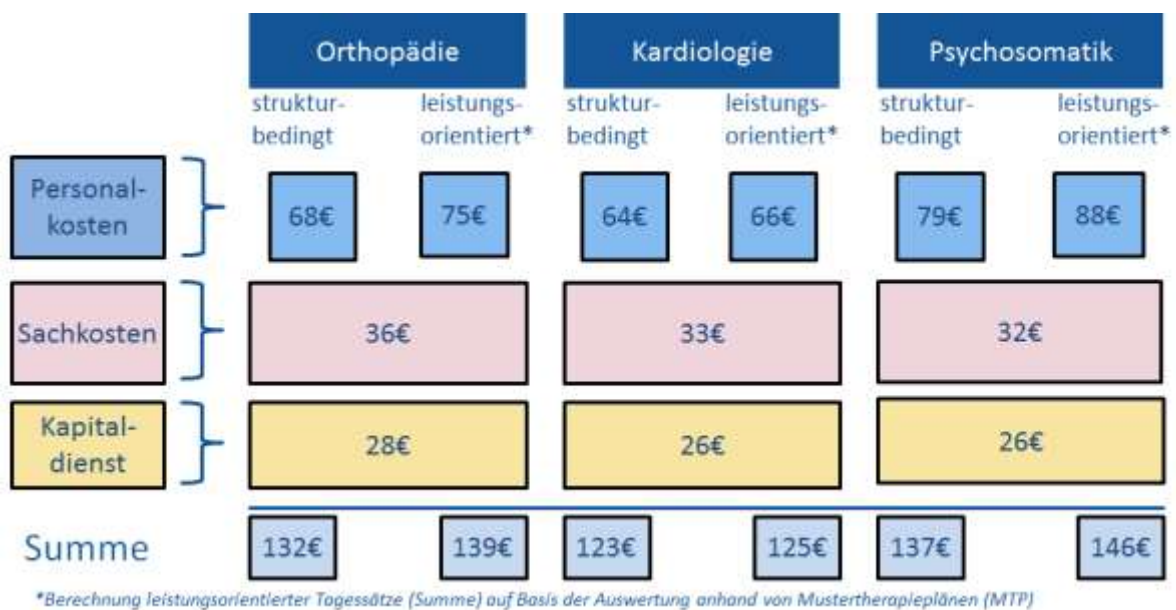 Orthopädie Kardiologie Psychosomatik
struktur- leistungs- struktur- leistungs- struktur- leistungs-
bedingt orientiert* bedingt orientiert* bedingt orientiert*
Personal-
kosten
68€ 75€ 64€ 66€ 79€ 88€
Sachkosten 36€ 33€ 32€
Kapital-
dienst
28€ 26€ 26€
Summe 132€ 139€ 123€ 125€ 137€ 146€
*Berechnung leistungsorientierter Tagessätze (Summe) auf Basis der Auswertung anhand von Mustertherapieplänen (MTP)